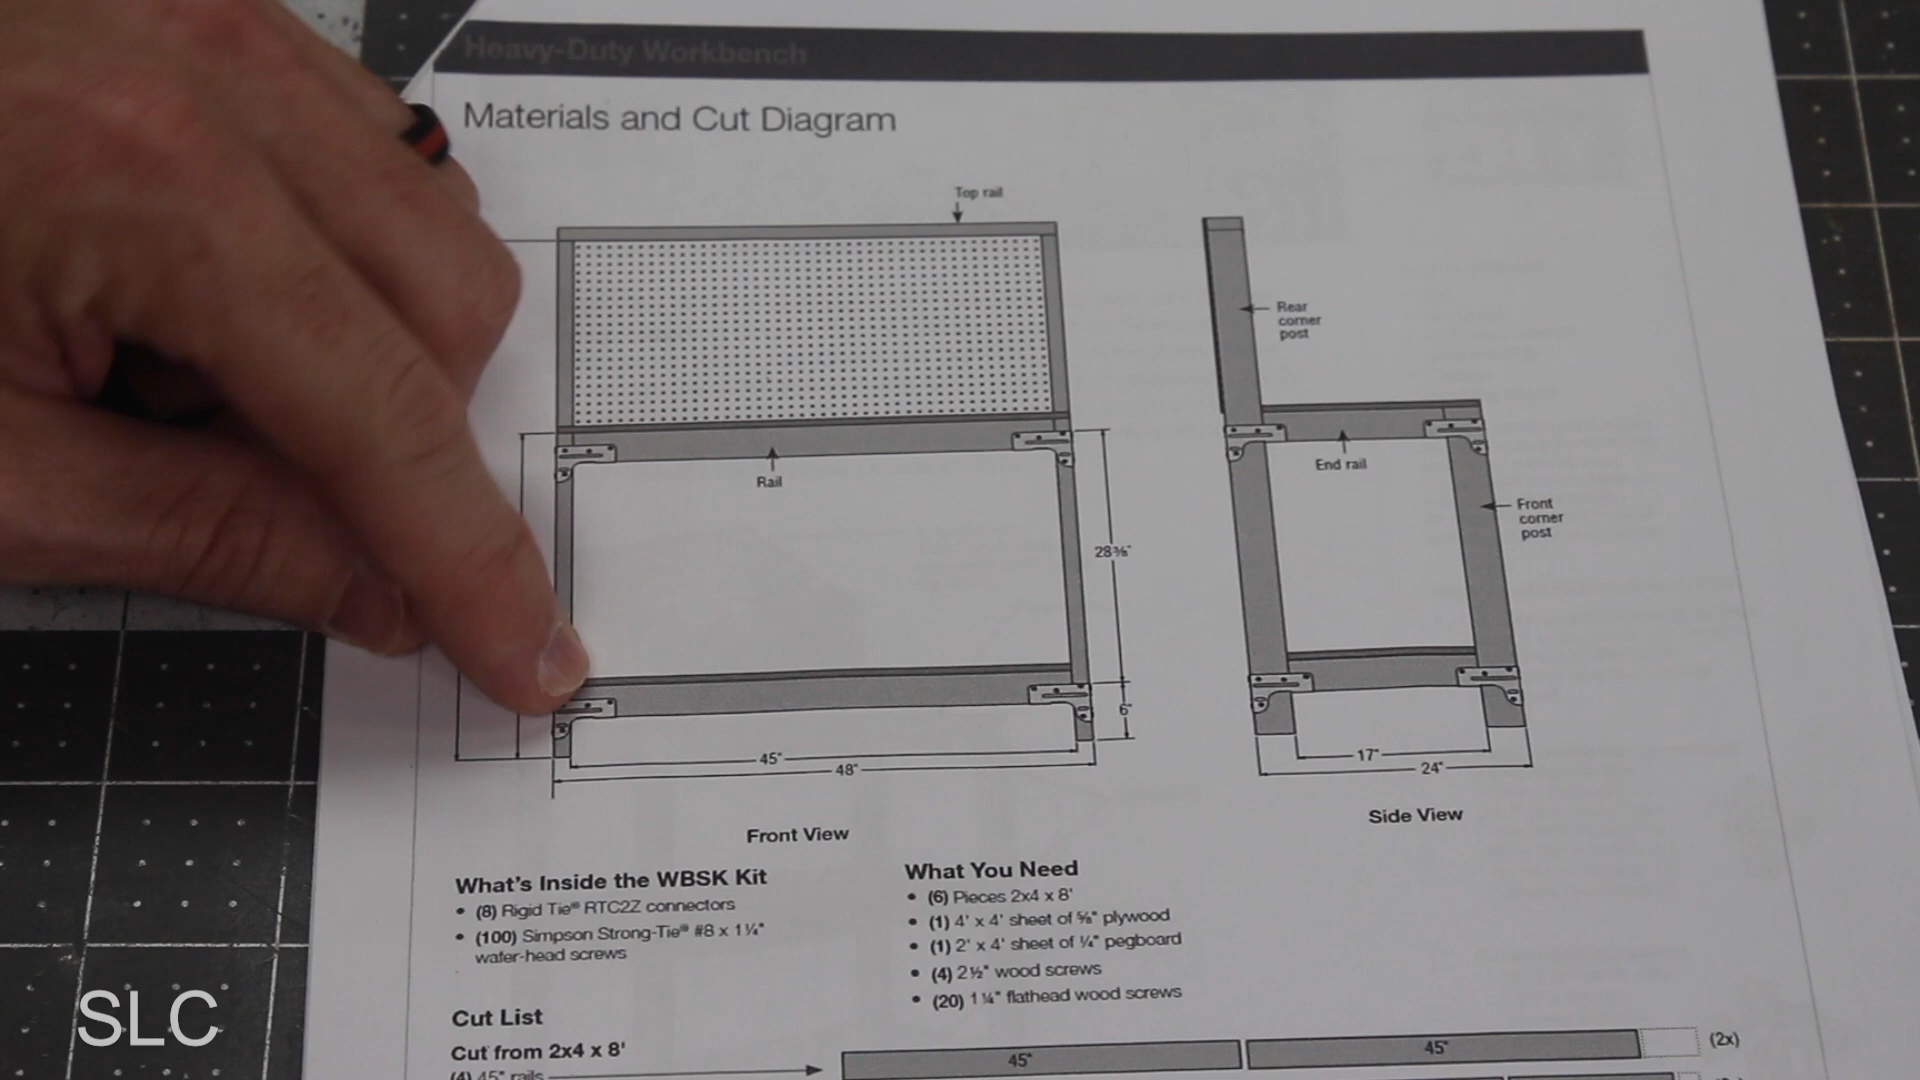 Heavy-Duty Workbench
Materials and Cut Diagram
Top rail
Rear
corner
post
Rail
End rail
Front
corner
post
28⅜"
6"
45"
48"
17"
24"
Front View
Side View
What's Inside the WBSK Kit
• (8) Rigid Tie® RTC2Z connectors
• (100) Simpson Strong-Tie® #8 x 1¼"
wafer-head screws
What You Need
• (6) Pieces 2x4 x 8'
• (1) 4' x 4' sheet of ⅝" plywood
• (1) 2' x 4' sheet of ¼" pegboard
• (4) 2½" wood screws
• (20) 1¼" flathead wood screws
Cut List
Cut from 2x4 x 8'
(4) 45" rails
45"
45"
(2x)
SLC